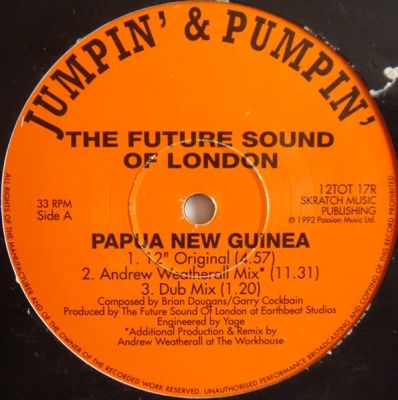 JUMPIN' & PUMPIN'
THE FUTURE SOUND
OF LONDON
33 RPM
Side A
12TOT 17R
SKRATCH MUSIC
PUBLISHING
℗ 1992 Passion Music Ltd.
PAPUA NEW GUINEA
1. 12" Original (4.57)
2. Andrew Weatherall Mix* (11.31)
3. Dub Mix (1.20)
Composed by Brian Dougans/Garry Cockbain
Produced by The Future Sound Of London at Earthbeat Studios
Engineered by Yage
*Additional Production & Remix by
Andrew Weatherall at The Workhouse
ALL RIGHTS OF THE MANUFACTURER AND OF THE OWNER OF THE RECORDED WORK RESERVED. UNAUTHORISED PERFORMANCE BROADCASTING AND COPYING OF THIS RECORD PROHIBITED